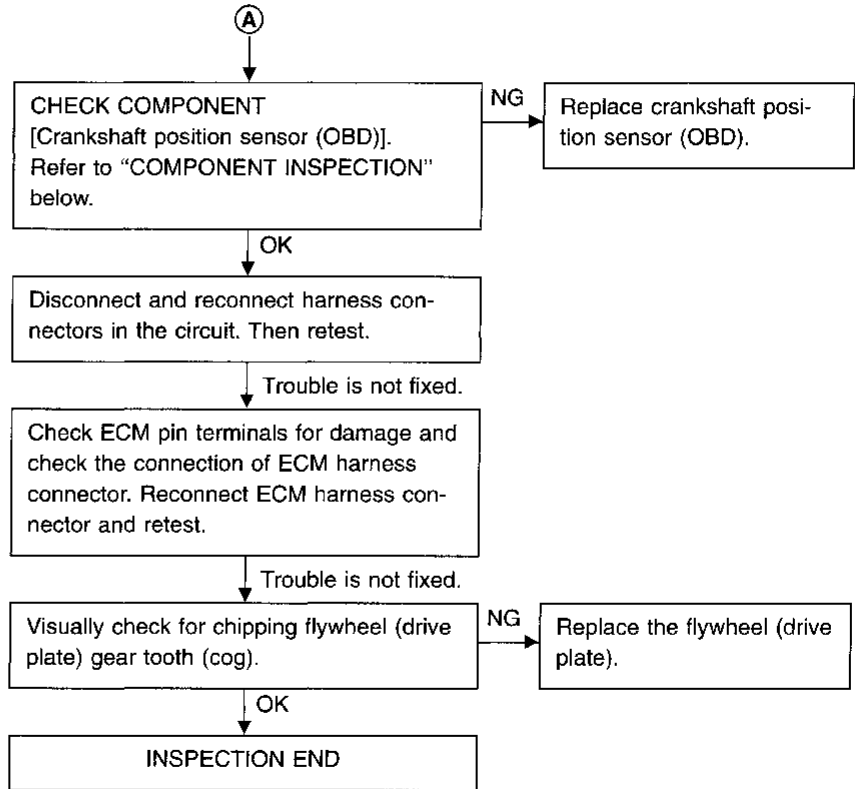 A
CHECK COMPONENT
[Crankshaft position sensor (OBD)].
Refer to “COMPONENT INSPECTION”
below.
NG
Replace crankshaft posi-
tion sensor (OBD).
OK
Disconnect and reconnect harness con-
nectors in the circuit. Then retest.
Trouble is not fixed.
Check ECM pin terminals for damage and
check the connection of ECM harness
connector. Reconnect ECM harness con-
nector and retest.
Trouble is not fixed.
Visually check for chipping flywheel (drive
plate) gear tooth (cog).
NG
Replace the flywheel (drive
plate).
OK
INSPECTION END